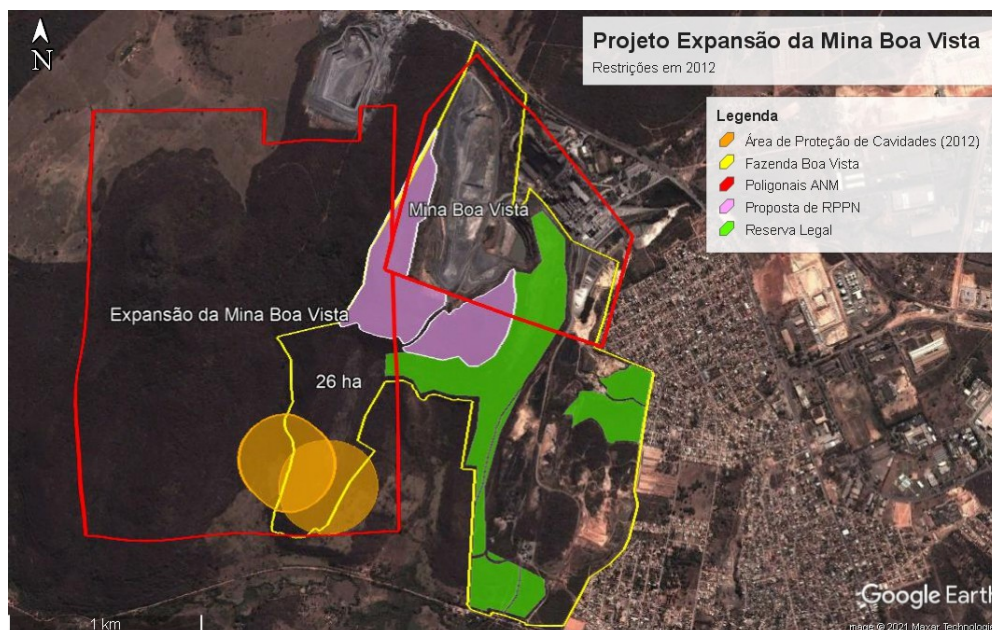 N
Projeto Expansão da Mina Boa Vista
Restrições em 2012
Legenda
Área de Proteção de Cavidades (2012)
Fazenda Boa Vista
Poligonais ANM
Proposta de RPPN
Reserva Legal
Mina Boa Vista
Expansão da Mina Boa Vista
26 ha
1 km
Google Earth
Image © 2021 Maxar Technologies